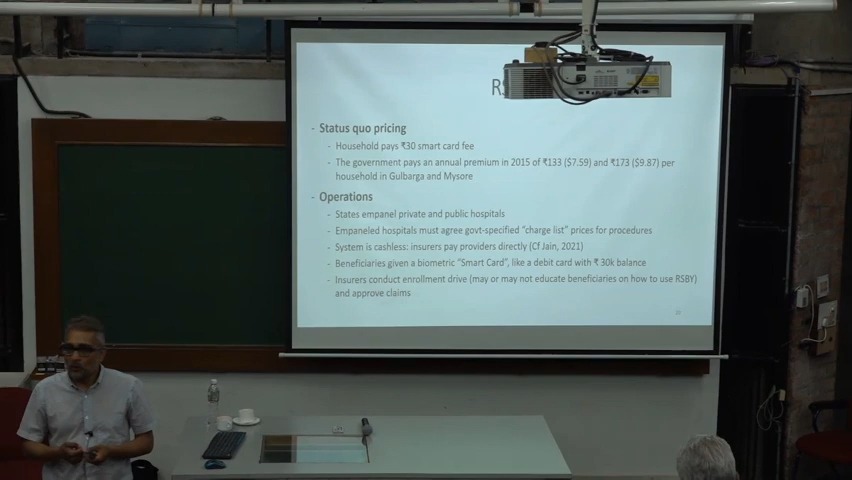 RS
- Status quo pricing
- Household pays ₹30 smart card fee
- The government pays an annual premium in 2015 of ₹133 ($7.59) and ₹173 ($9.87) per
household in Gulbarga and Mysore
- Operations
- States empanel private and public hospitals
- Empaneled hospitals must agree govt-specified “charge list” prices for procedures
- System is cashless: insurers pay providers directly (Cf Jain, 2021)
- Beneficiaries given a biometric “Smart Card”, like a debit card with ₹ 30k balance
- Insurers conduct enrollment drive (may or may not educate beneficiaries on how to use RSBY)
and approve claims